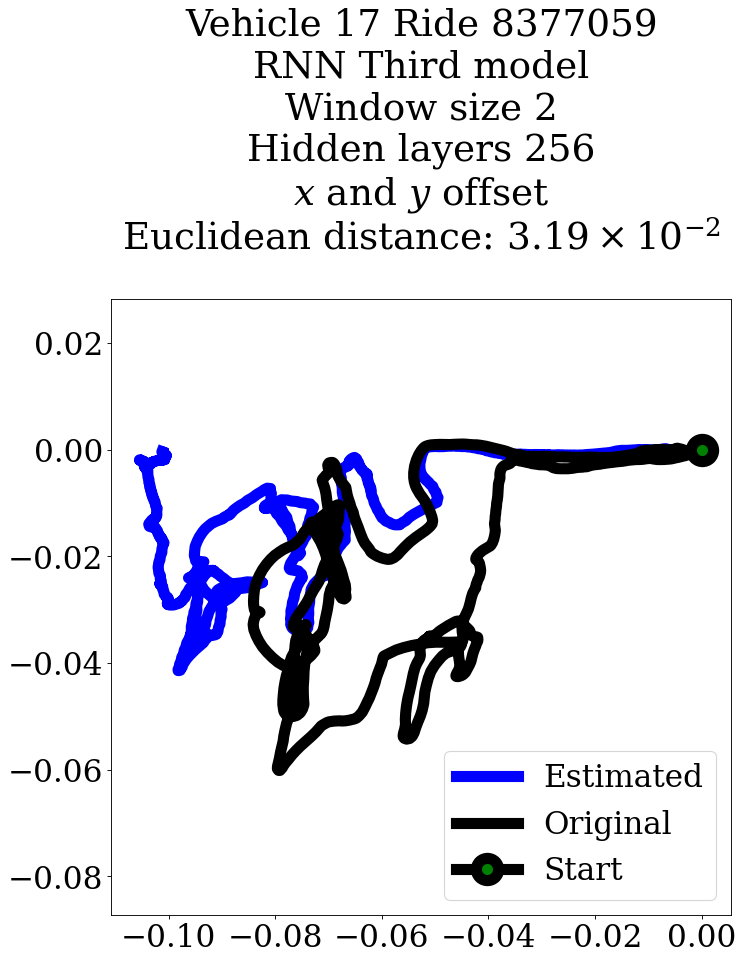 Vehicle 17 Ride 8377059
RNN Third model
Window size 2
Hidden layers 256
x and y offset
Euclidean distance: 3.19 × 10⁻²
0.02
0.00
−0.02
−0.04
−0.06
−0.08
Estimated
Original
Start
−0.10 −0.08 −0.06 −0.04 −0.02 0.00